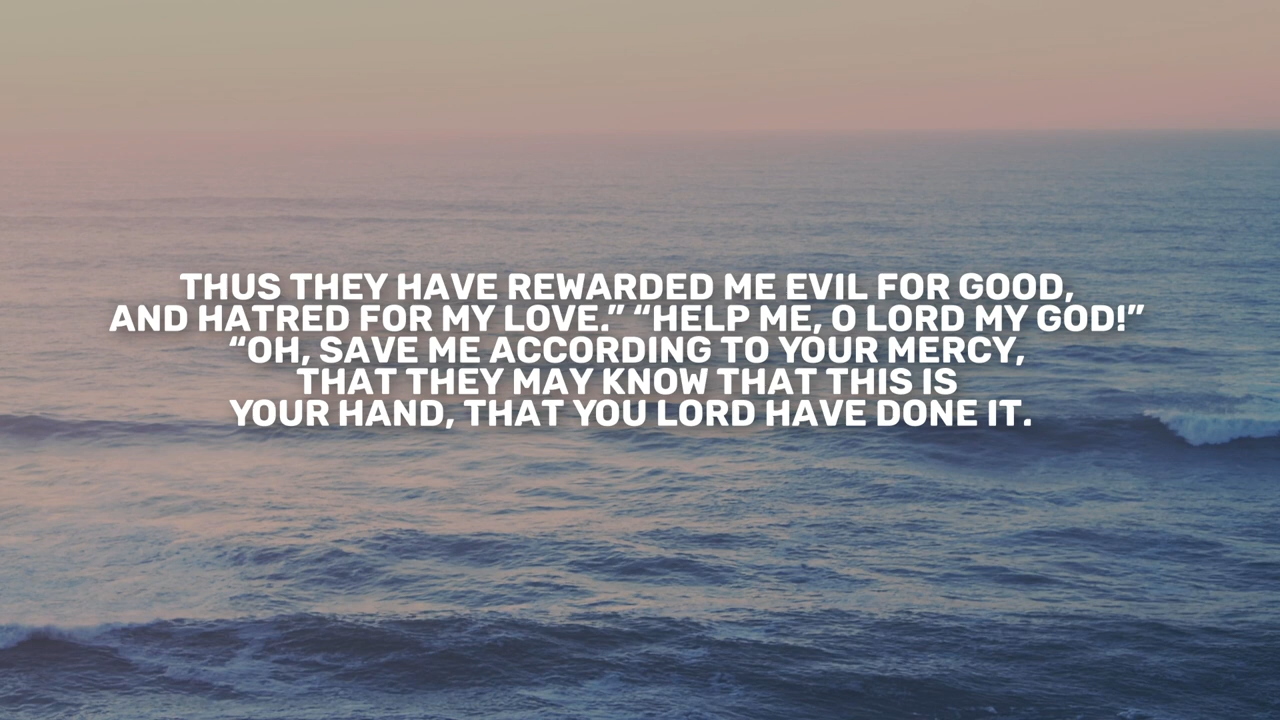 THUS THEY HAVE REWARDED ME EVIL FOR GOOD,
AND HATRED FOR MY LOVE.” “HELP ME, O LORD MY GOD!”
“OH, SAVE ME ACCORDING TO YOUR MERCY,
THAT THEY MAY KNOW THAT THIS IS
YOUR HAND, THAT YOU LORD HAVE DONE IT.